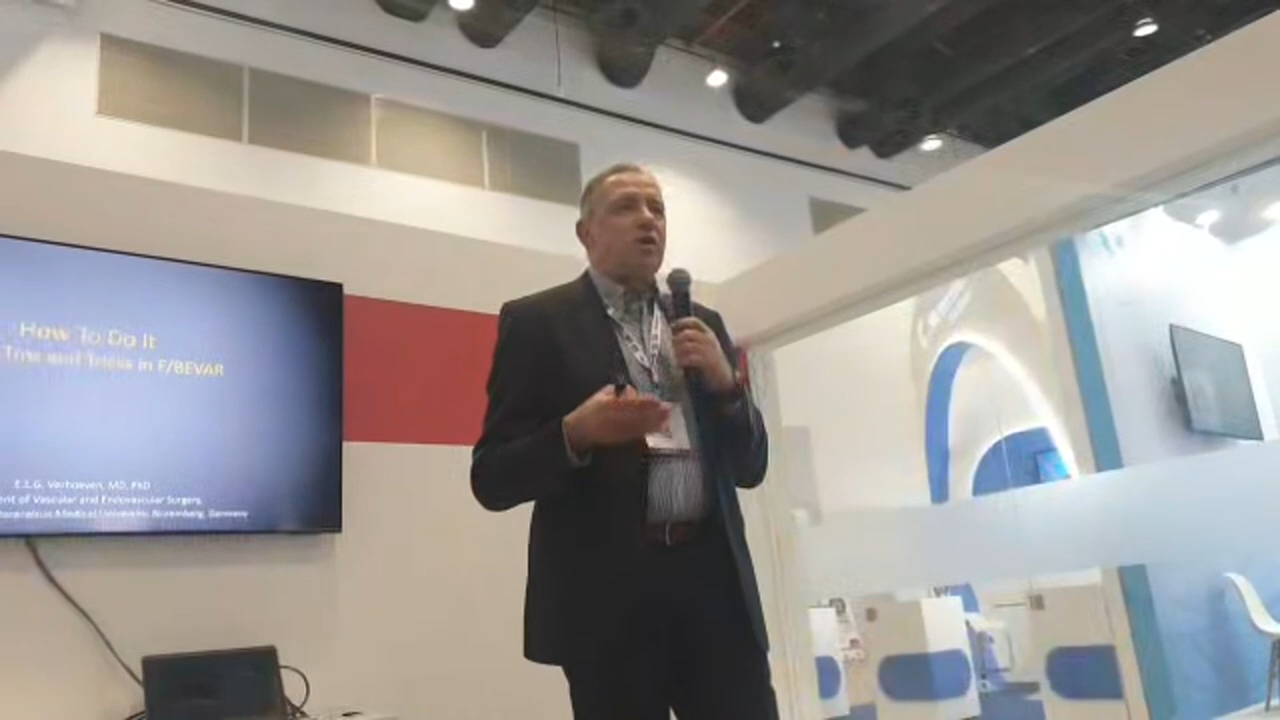 How To Do It
and Tricks in F/BEVAR
E.L.G. Verhoeven, MD, PhD
of Vascular and Endovascular Surgery,
Medical University, Nuremberg, Germany